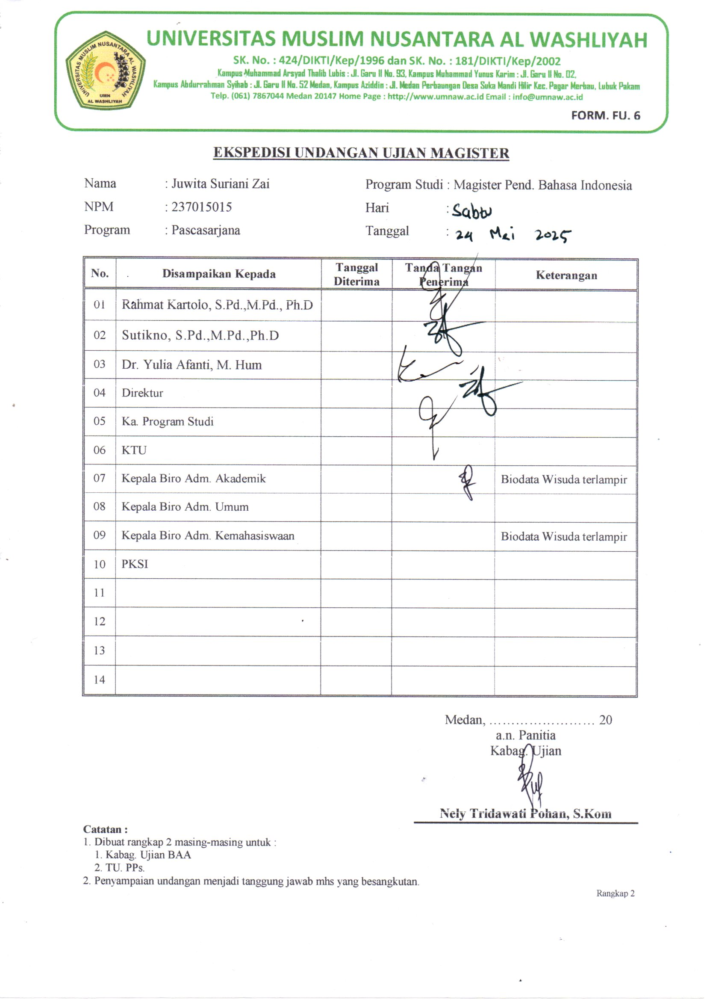 UNIVERSITAS MUSLIM NUSANTARA AL WASHLIYAH
UMN
AL WASHLIYAH
UNIVERSITAS MUSLIM NUSANTARA AL WASHLIYAH
SK. No. : 424/DIKTI/Kep/1996 dan SK. No. : 181/DIKTI/Kep/2002
Kampus Muhammad Arsyad Thalib Lubis : Jl. Garu II No. 93, Kampus Muhammad Yunus Karim : Jl. Garu II No. 02,
Kampus Abdurrahman Syihab : Jl. Garu II No. 52 Medan, Kampus Aziddin : Jl. Medan Perbaungan Desa Suka Mandi Hilir Kec. Pagar Merbau, Lubuk Pakam
Telp. (061) 7867044 Medan 20147 Home Page : http://www.umnaw.ac.id Email : info@umnaw.ac.id
FORM. FU. 6
EKSPEDISI UNDANGAN UJIAN MAGISTER
Nama : Juwita Suriani Zai Program Studi : Magister Pend. Bahasa Indonesia
NPM : 237015015 Hari : Sabtu
Program : Pascasarjana Tanggal : 24 Mei 2025
No. Disampaikan Kepada Tanggal Diterima Tanda Tangan Penerima Keterangan
01 Rahmat Kartolo, S.Pd.,M.Pd., Ph.D
02 Sutikno, S.Pd.,M.Pd.,Ph.D
03 Dr. Yulia Afanti, M. Hum
04 Direktur
05 Ka. Program Studi
06 KTU
07 Kepala Biro Adm. Akademik Biodata Wisuda terlampir
08 Kepala Biro Adm. Umum
09 Kepala Biro Adm. Kemahasiswaan Biodata Wisuda terlampir
10 PKSI
11
12
13
14
Medan, ........................ 20
a.n. Panitia
Kabag. Ujian
Nely Tridawati Pohan, S.Kom
Catatan :
1. Dibuat rangkap 2 masing-masing untuk :
1. Kabag. Ujian BAA
2. TU. PPs.
2. Penyampaian undangan menjadi tanggung jawab mhs yang besangkutan.
Rangkap 2